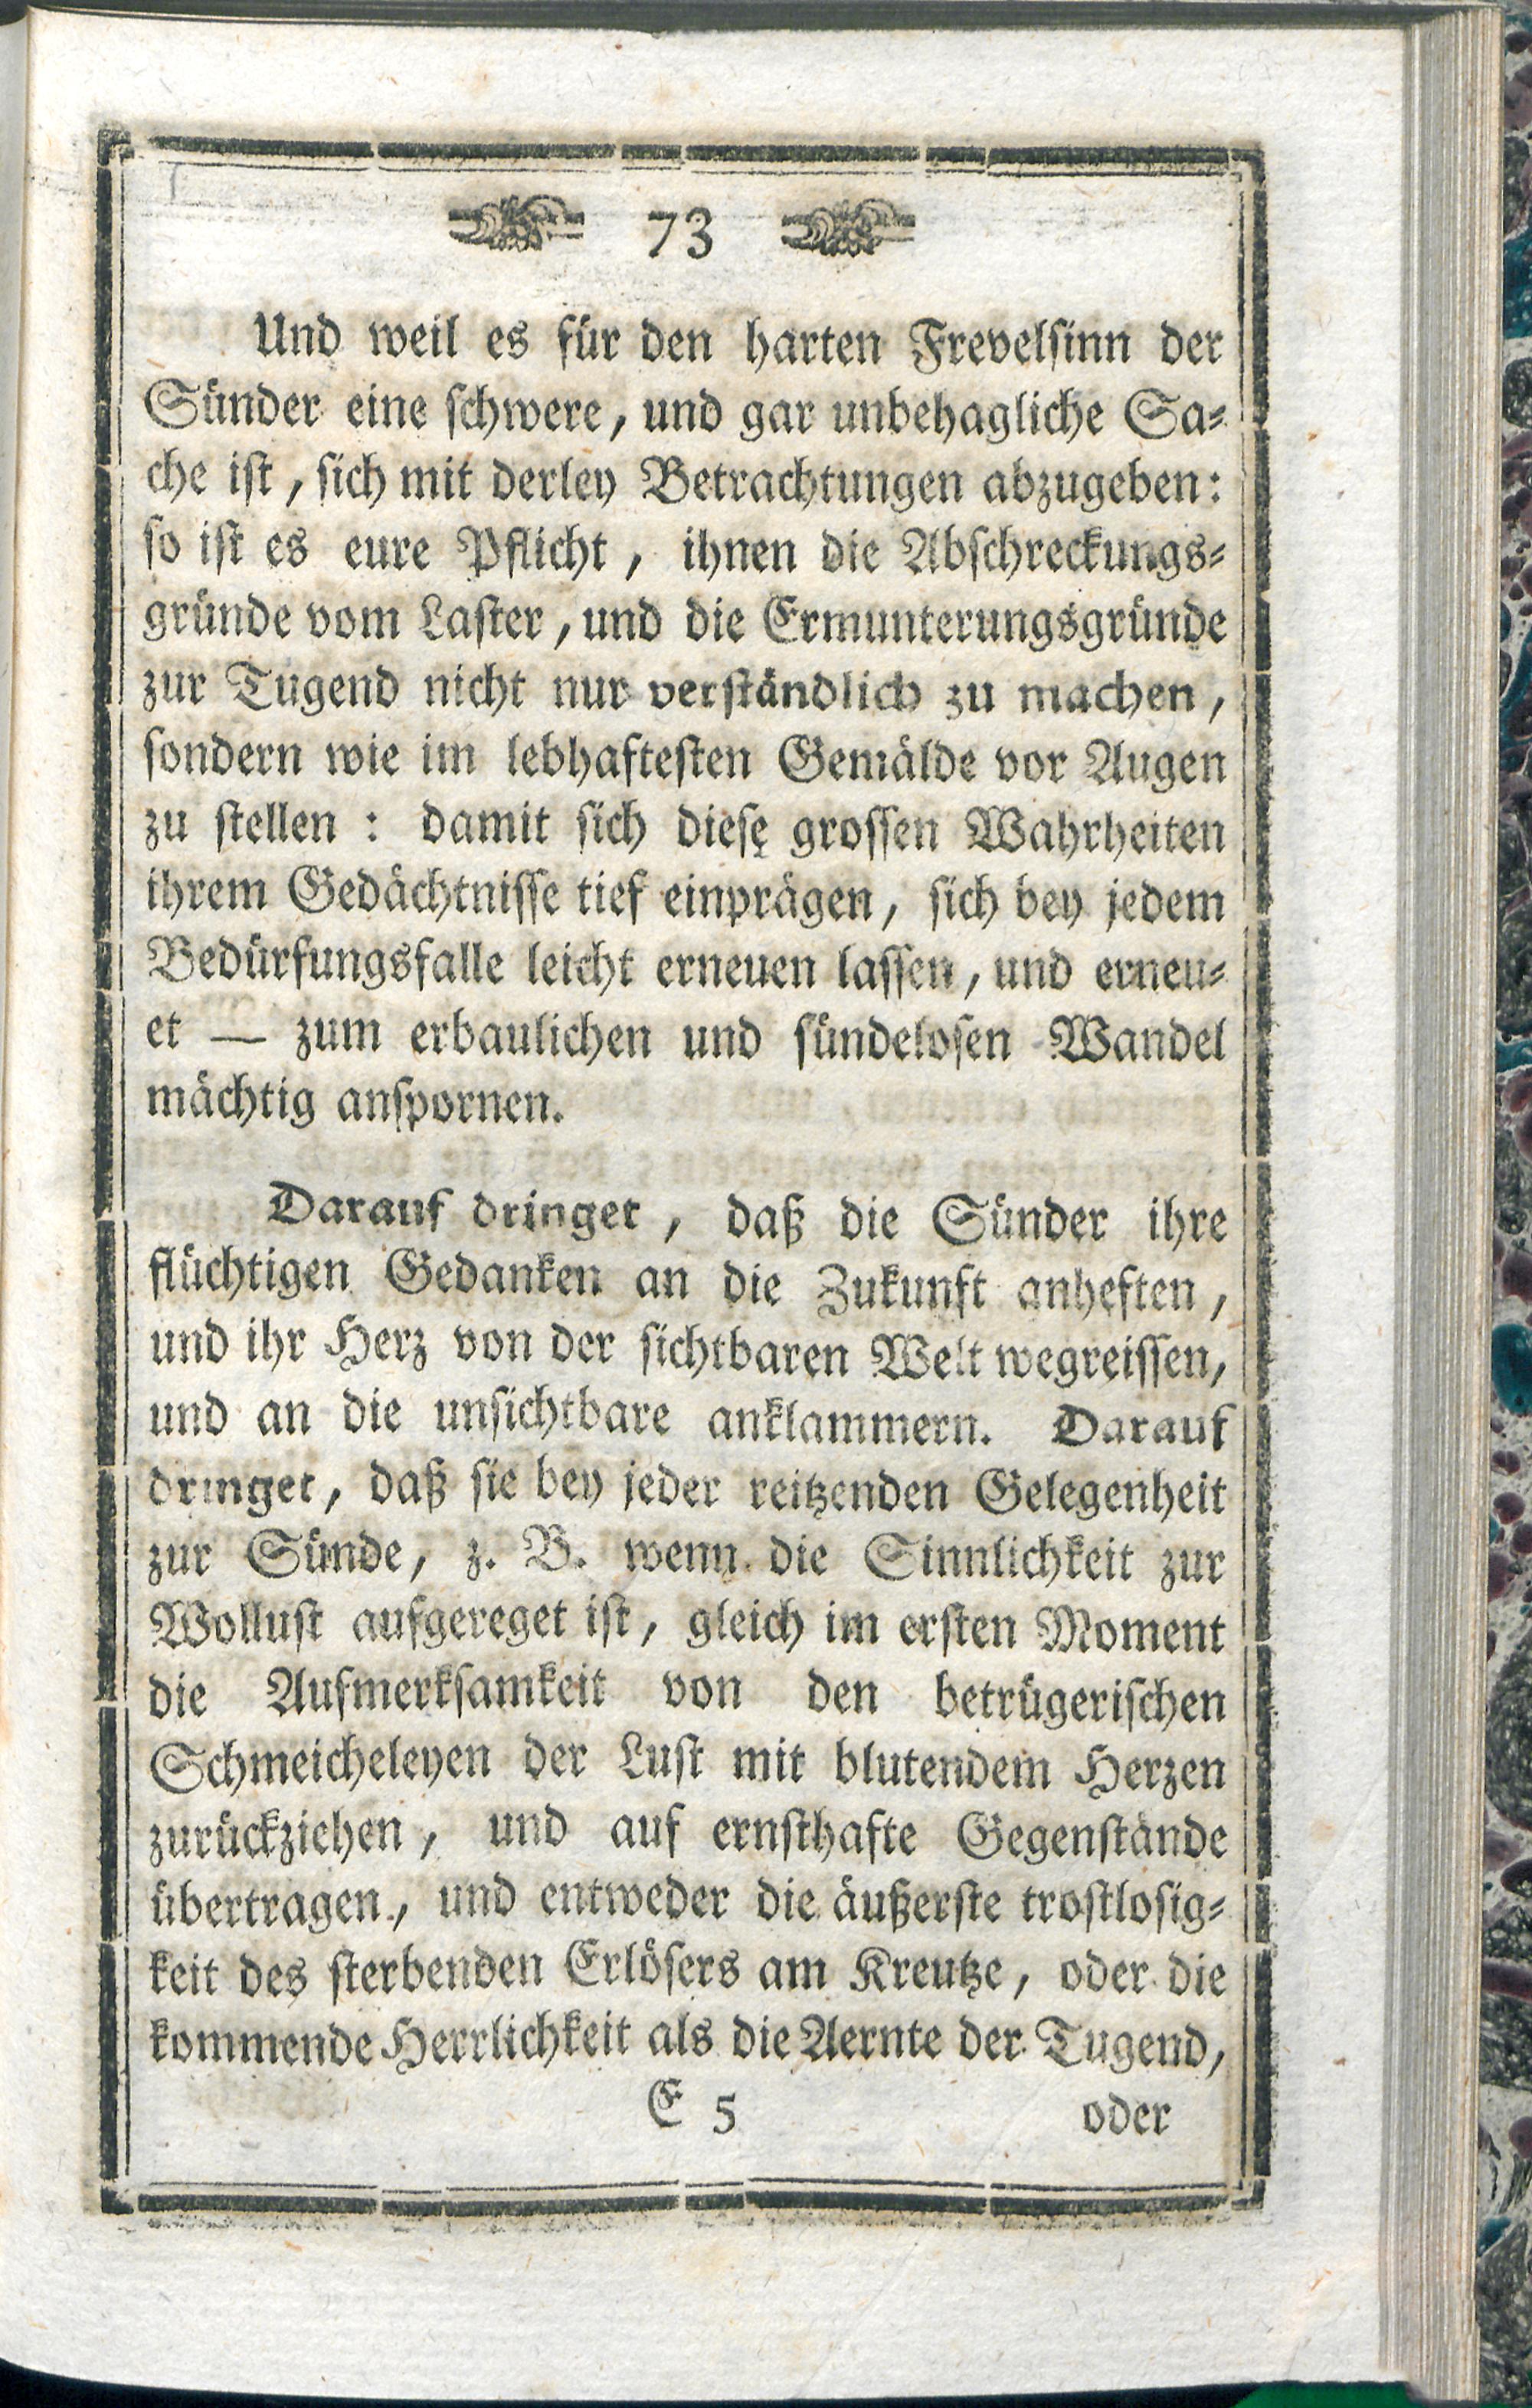 73
Und weil es für den harten Frevelsinn der
Sünder eine schwere, und gar unbehagliche Sa-
che ist, sich mit derley Betrachtungen abzugeben:
so ist es eure Pflicht, ihnen die Abschreckungs-
gründe vom Laster, und die Ermunterungsgründe
zur Tugend nicht nur verständlich zu machen,
sondern wie im lebhaftesten Gemälde vor Augen
zu stellen: damit sich diese grossen Wahrheiten
ihrem Gedächtnisse tief einprägen, sich bey jedem
Bedürfungsfalle leicht erneuen lassen, und erneu-
et — zum erbaulichen und sündelosen Wandel
mächtig anspornen.
Darauf dringet, daß die Sünder ihre
flüchtigen Gedanken an die Zukunft anheften,
und ihr Herz von der sichtbaren Welt wegreissen,
und an die unsichtbare anklammern. Darauf
dringet, daß sie bey jeder reitzenden Gelegenheit
zur Sünde, z. B. wenn die Sinnlichkeit zur
Wollust aufgereget ist, gleich im ersten Moment
die Aufmerksamkeit von den betrügerischen
Schmeicheleyen der Lust mit blutendem Herzen
zurückziehen, und auf ernsthafte Gegenstände
übertragen, und entweder die äußerste trostlosig-
keit des sterbenden Erlösers am Kreutze, oder die
kommende Herrlichkeit als die Aernte der Tugend,
E 5 oder